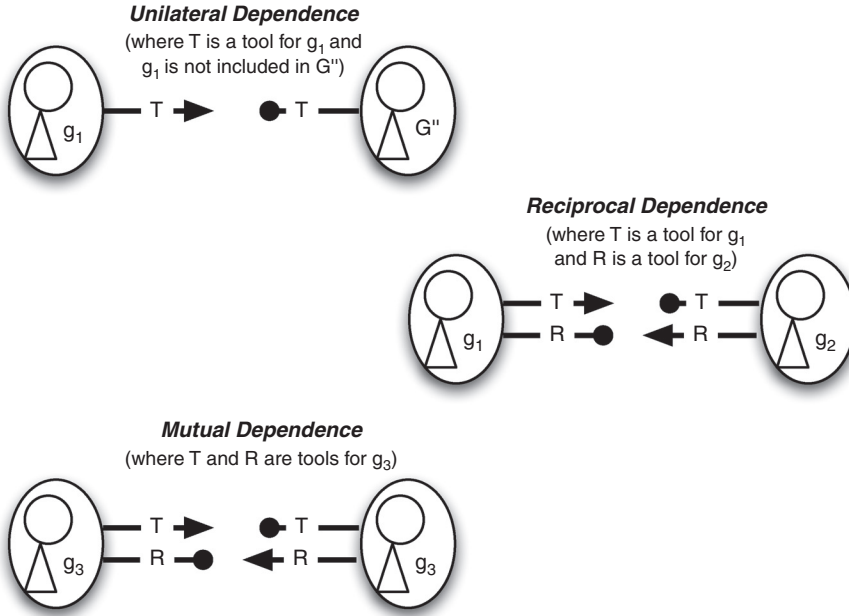 Unilateral Dependence
(where T is a tool for g₁ and
g₁ is not included in G'')
g₁ T T G''
Reciprocal Dependence
(where T is a tool for g₁
and R is a tool for g₂)
T T
R R
g₁ g₂
Mutual Dependence
(where T and R are tools for g₃)
T T
R R
g₃ g₃